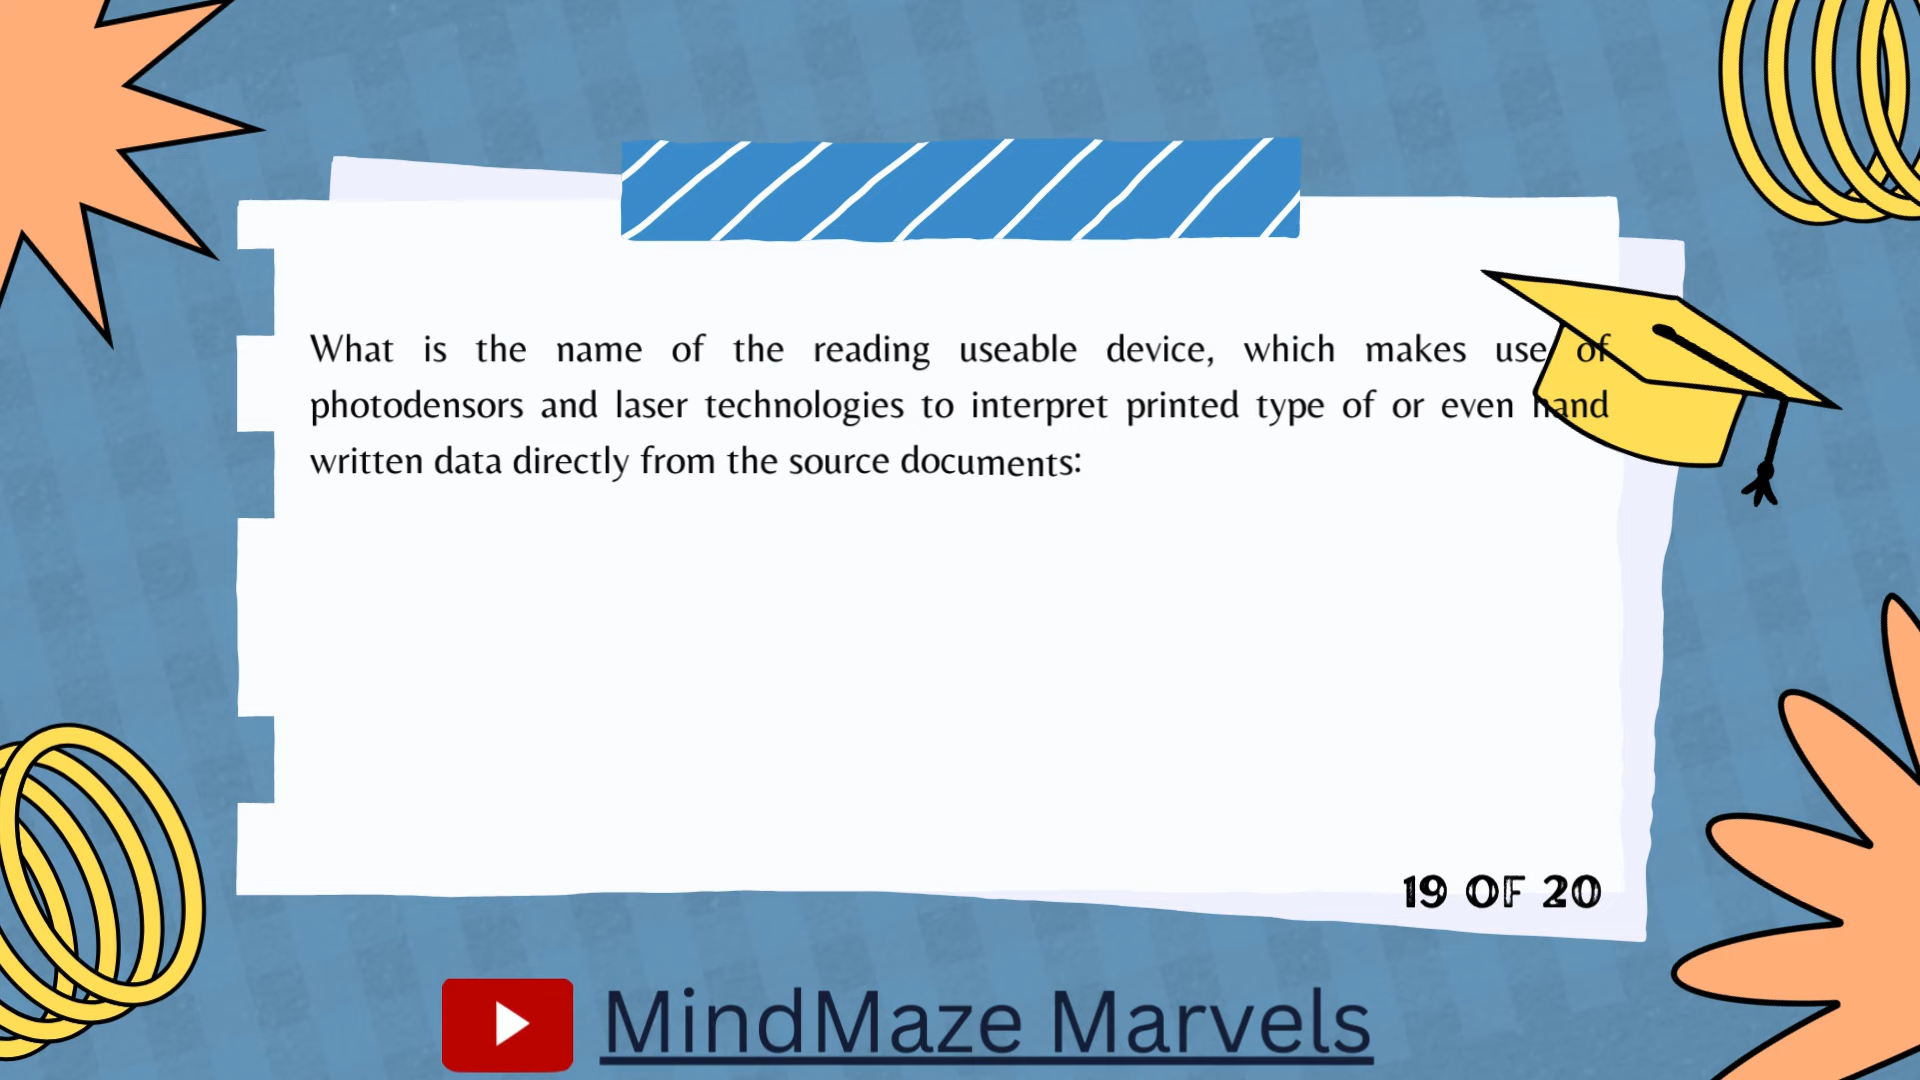 What is the name of the reading useable device, which makes use of
photodensors and laser technologies to interpret printed type of or even hand
written data directly from the source documents:
19 OF 20
MindMaze Marvels